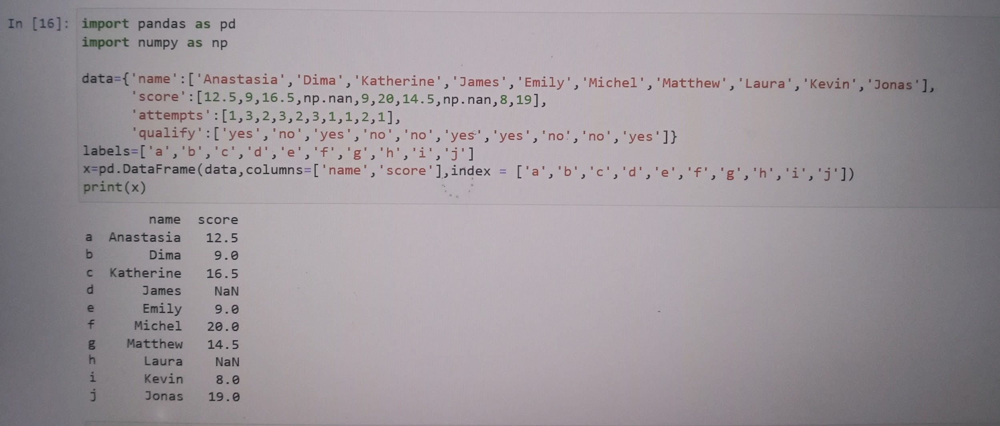 In [16]: import pandas as pd
import numpy as np
data={'name':['Anastasia','Dima','Katherine','James','Emily','Michel','Matthew','Laura','Kevin','Jonas'],
'score':[12.5,9,16.5,np.nan,9,20,14.5,np.nan,8,19],
'attempts':[1,3,2,3,2,3,1,1,2,1],
'qualify':['yes','no','yes','no','no','yes','yes','no','no','yes']}
labels=['a','b','c','d','e','f','g','h','i','j']
x=pd.DataFrame(data,columns=['name','score'],index = ['a','b','c','d','e','f','g','h','i','j'])
print(x)
name score
a Anastasia 12.5
b Dima 9.0
c Katherine 16.5
d James NaN
e Emily 9.0
f Michel 20.0
g Matthew 14.5
h Laura NaN
i Kevin 8.0
j Jonas 19.0